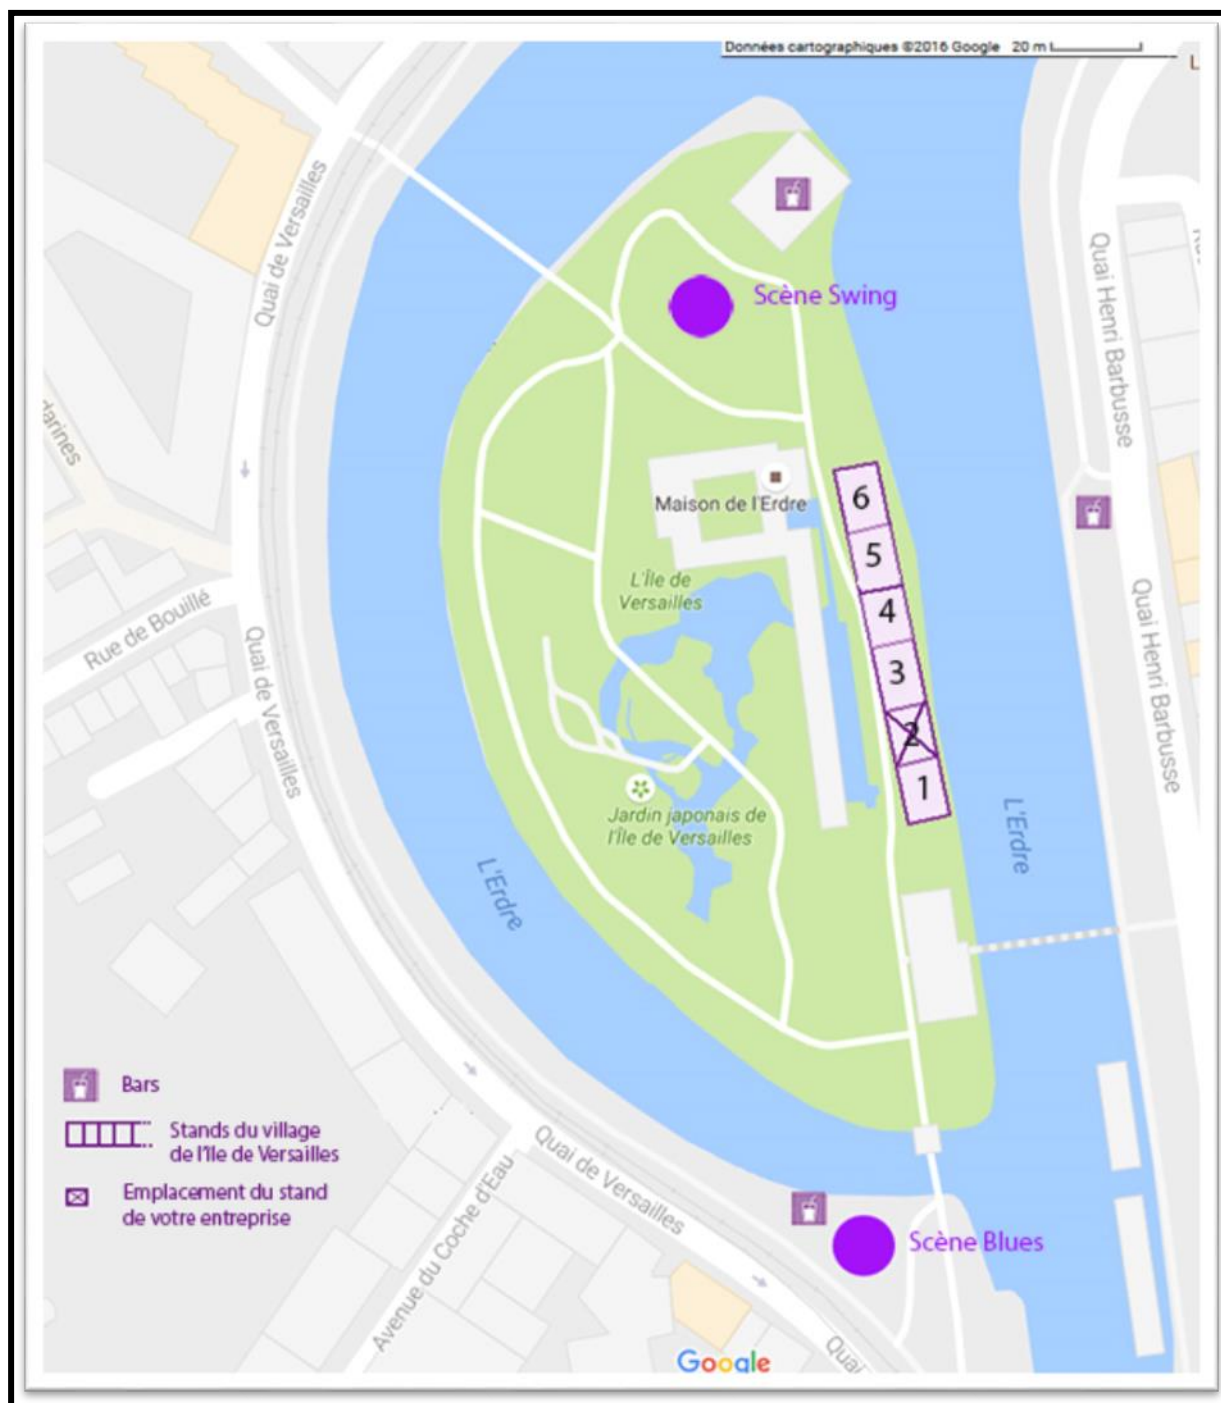 Données cartographiques ©2016 Google 20 m
L
Quai de Versailles
Scène Swing
Quai Henri Barbusse
6
Maison de l'Erdre
5
L'Île de
Versailles
4
Rue de Bouillé
Quai de Versailles
3
Quai Henri Barbusse
2
1
Jardin japonais de
l'Île de Versailles
L'Erdre
L'Erdre
Bars
Stands du village
de l'Ile de Versailles
Emplacement du stand
de votre entreprise
Avenue du Coche d'Eau
Quai de Versailles
Scène Blues
Quai
Google